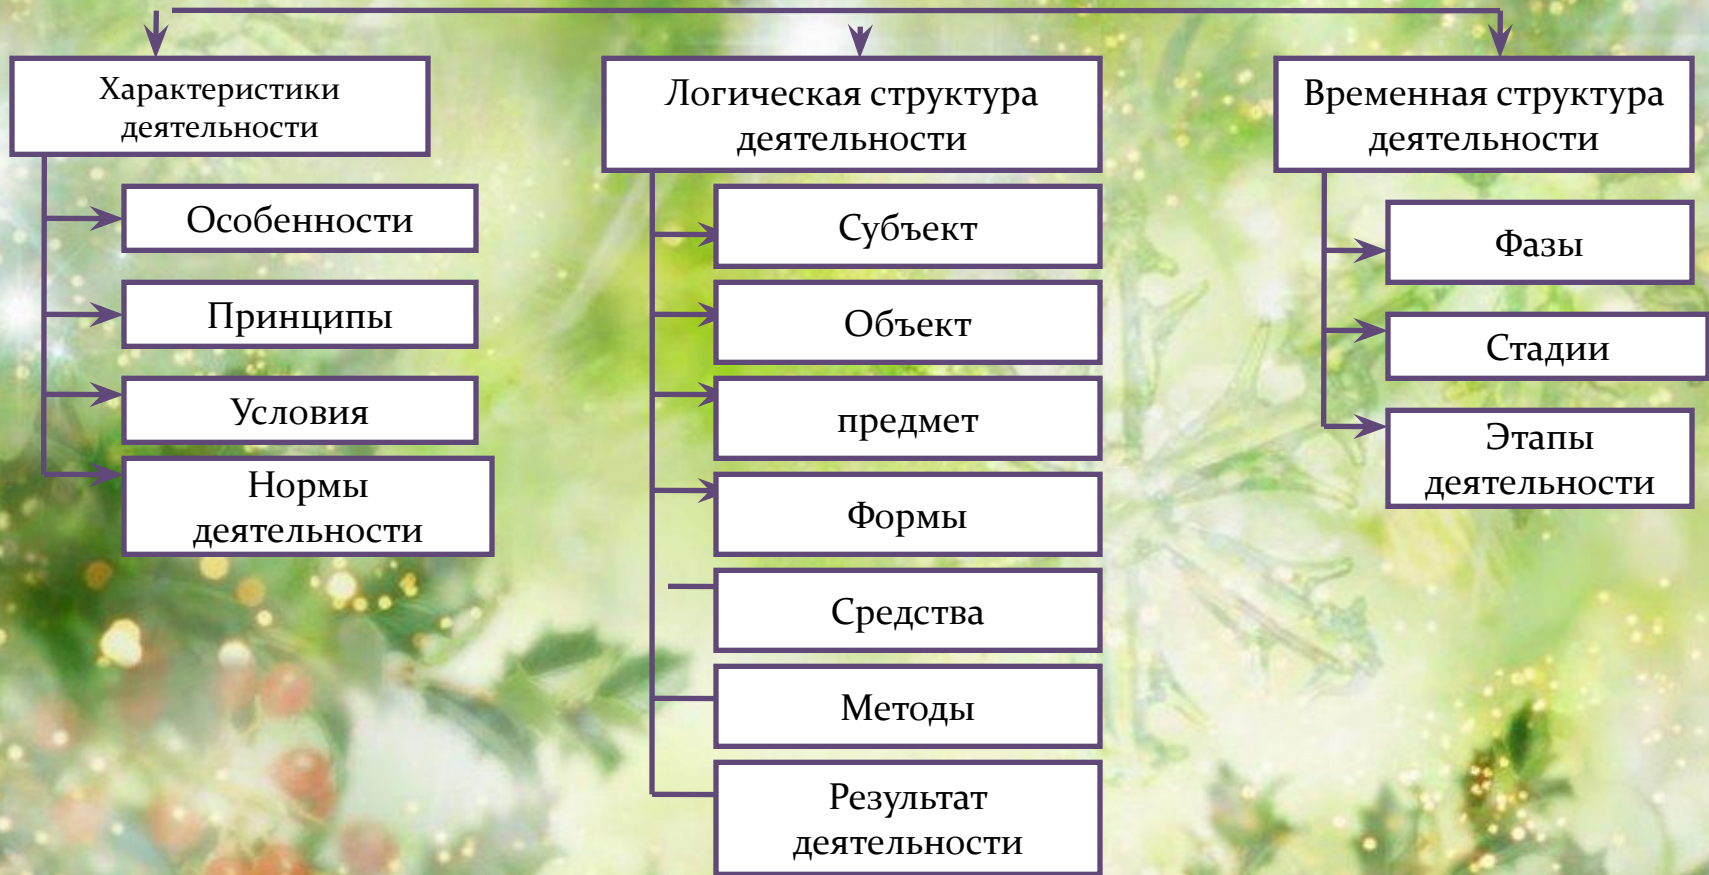 Характеристики
деятельности
Особенности
Принципы
Условия
Нормы
деятельности
Логическая структура
деятельности
Субъект
Объект
предмет
Формы
Средства
Методы
Результат
деятельности
Временная структура
деятельности
Фазы
Стадии
Этапы
деятельности